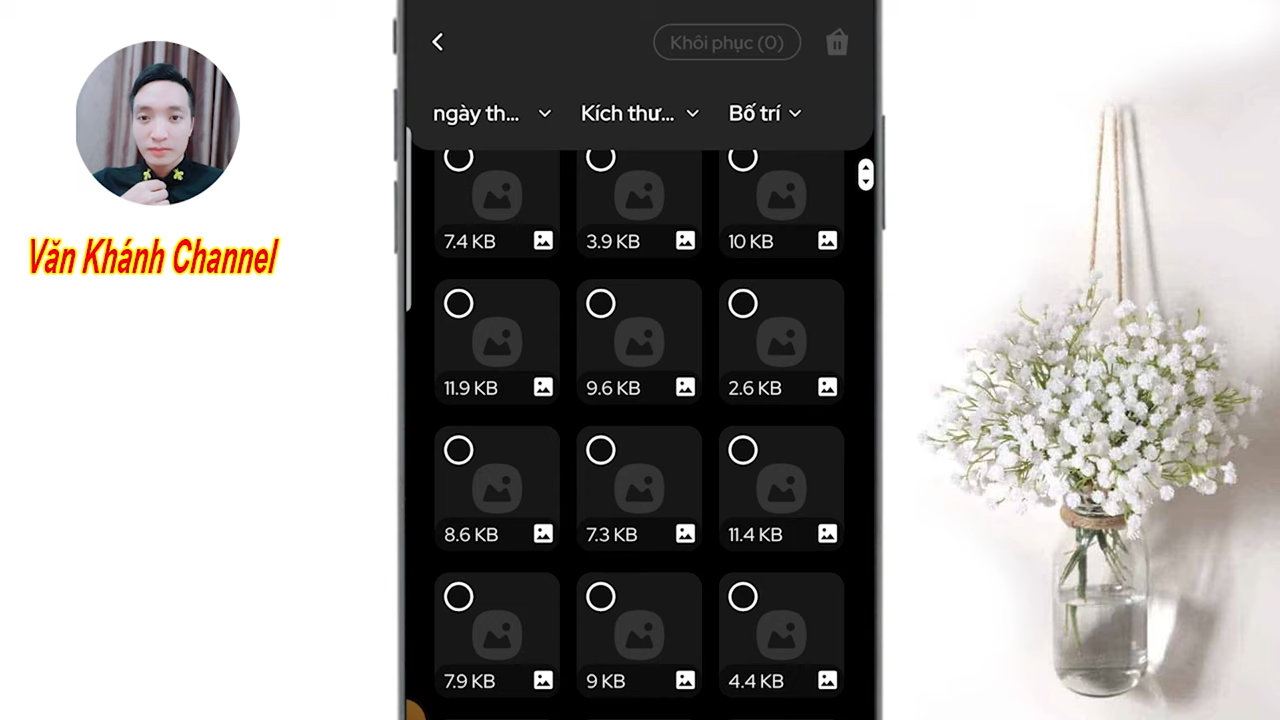 Khôi phục (0)
ngày th... Kích thư... Bố trí
7.4 KB 3.9 KB 10 KB
11.9 KB 9.6 KB 2.6 KB
8.6 KB 7.3 KB 11.4 KB
7.9 KB 9 KB 4.4 KB
Văn Khánh Channel